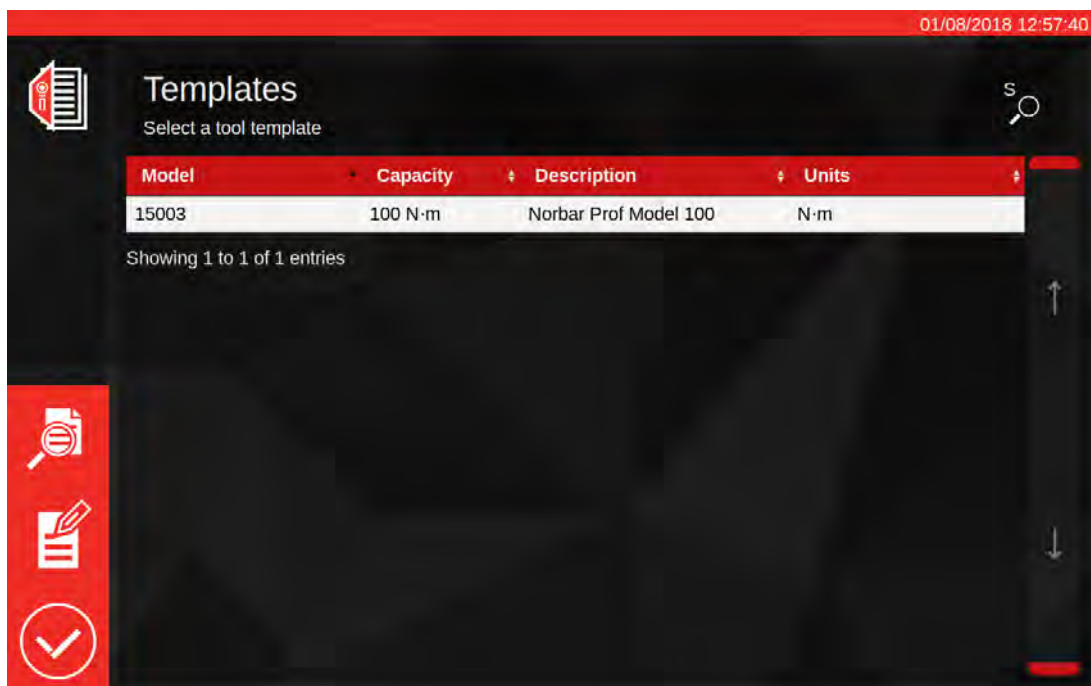 01/08/2018 12:57:40
Templates
S
Select a tool template
Model Capacity Description Units
15003 100 N·m Norbar Prof Model 100 N·m
Showing 1 to 1 of 1 entries